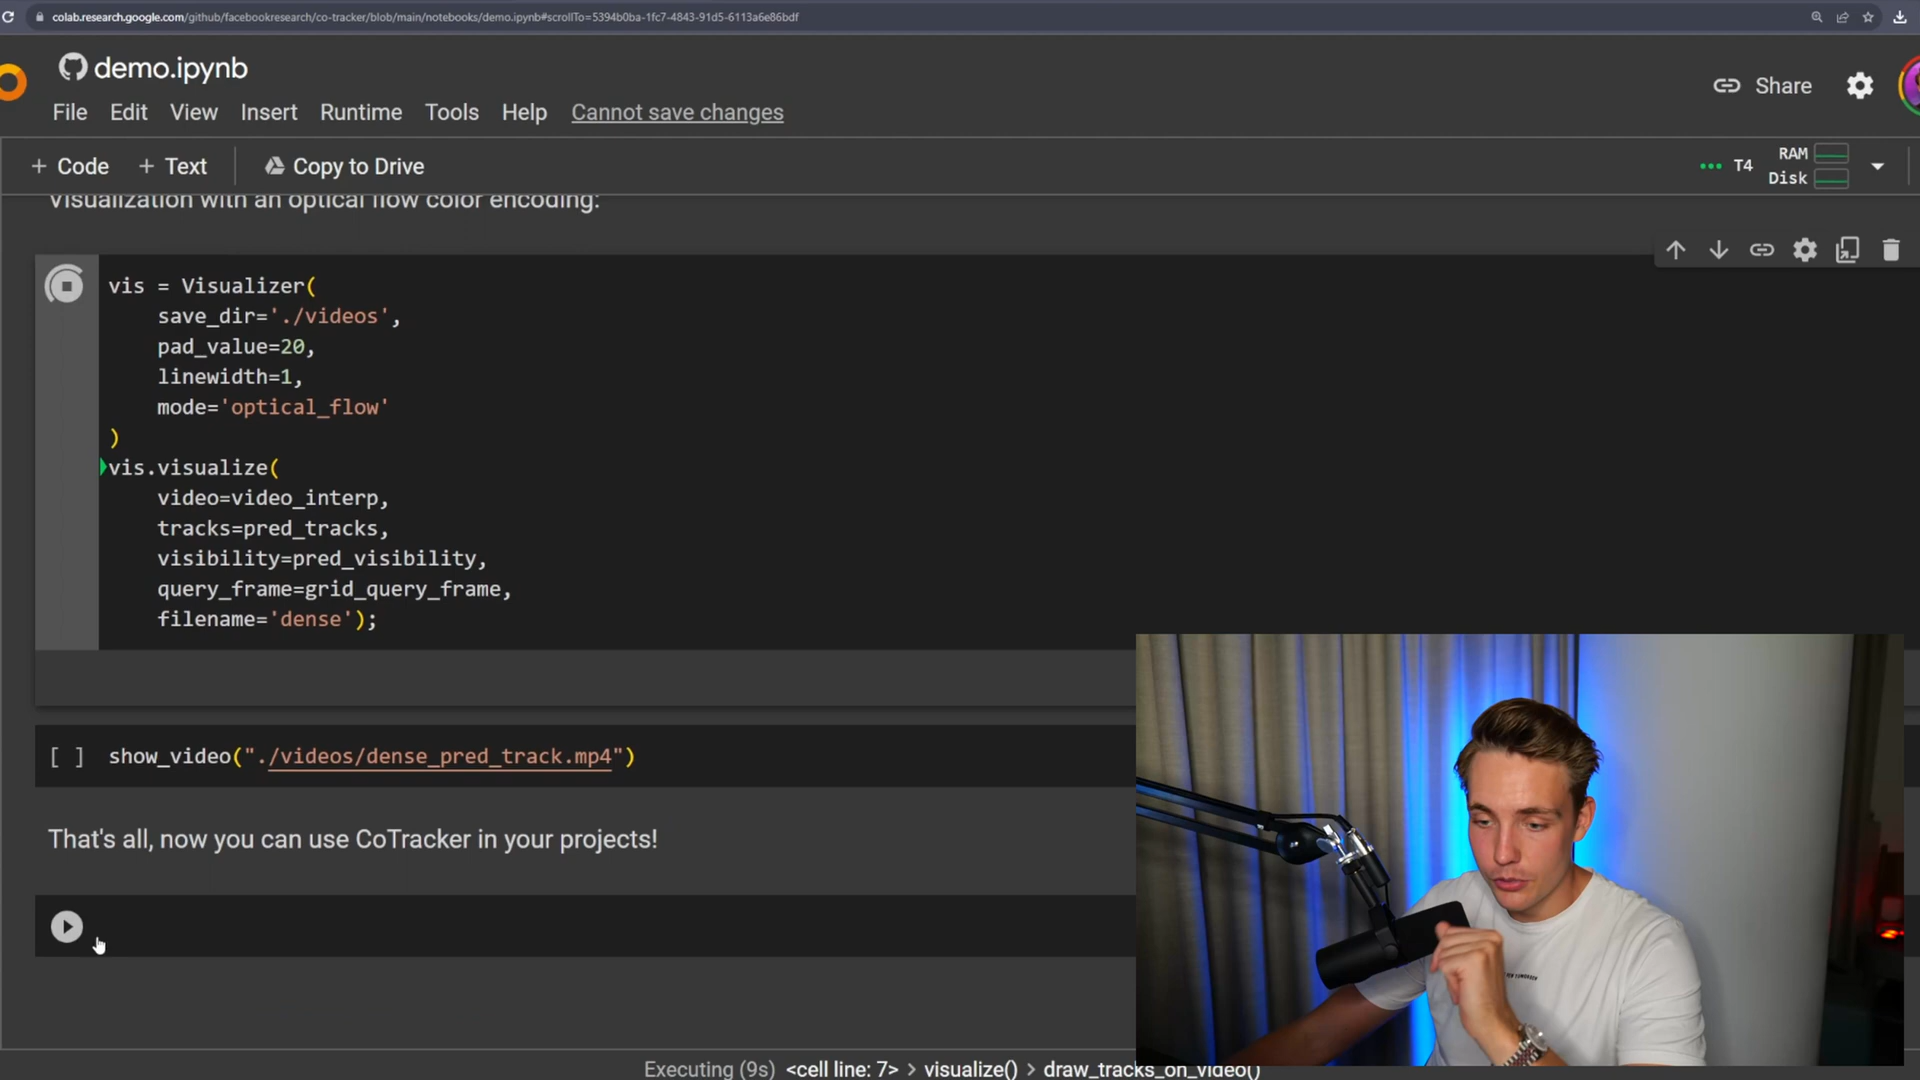 colab.research.google.com/github/facebookresearch/co-tracker/blob/main/notebooks/demo.ipynb#scrollTo=5394b0ba-1fc7-4843-91d5-6113a6e86bdf
demo.ipynb
Share
File Edit View Insert Runtime Tools Help Cannot save changes
+ Code + Text Copy to Drive
T4 RAM
Disk
Visualization with an optical flow color encoding:
vis = Visualizer(
save_dir='./videos',
pad_value=20,
linewidth=1,
mode='optical_flow'
)
vis.visualize(
video=video_interp,
tracks=pred_tracks,
visibility=pred_visibility,
query_frame=grid_query_frame,
filename='dense');
[ ] show_video("./videos/dense_pred_track.mp4")
That's all, now you can use CoTracker in your projects!
Executing (9s) <cell line: 7> > visualize() > draw_tracks_on_video()